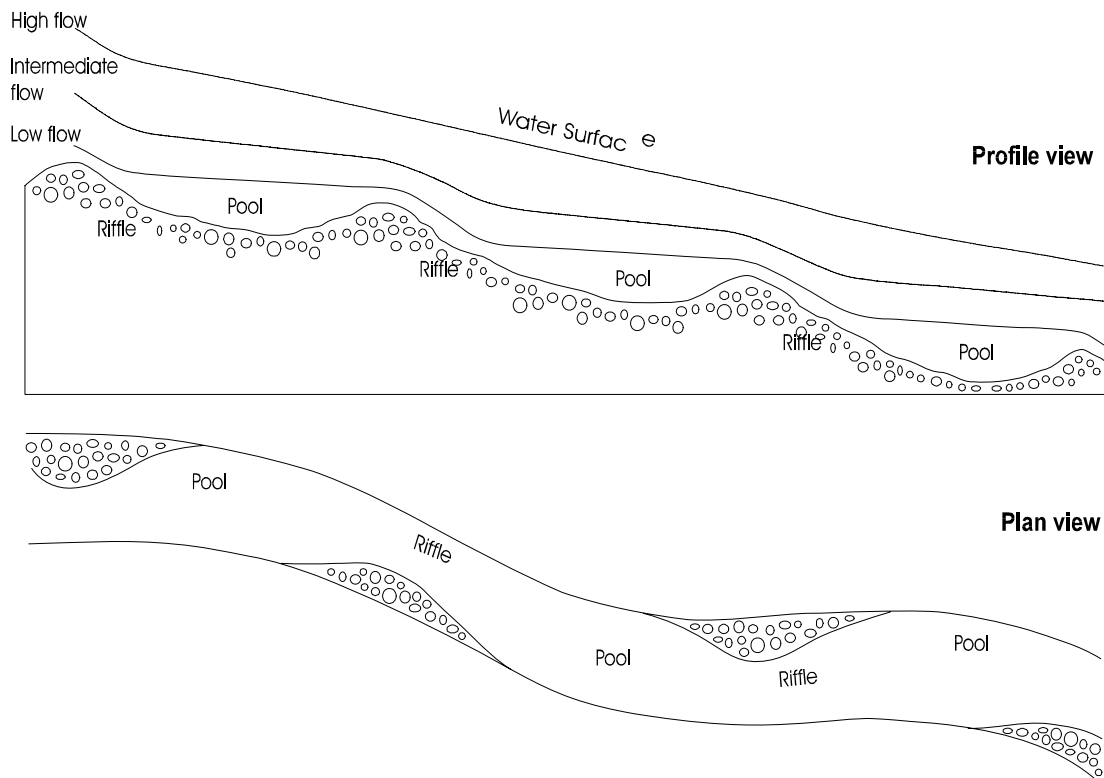 High flow
Intermediate
flow
Low flow
Water Surfac e
Profile view
Pool
Riffle
Riffle
Pool
Riffle
Pool
Pool
Plan view
Riffle
Pool
Pool
Riffle